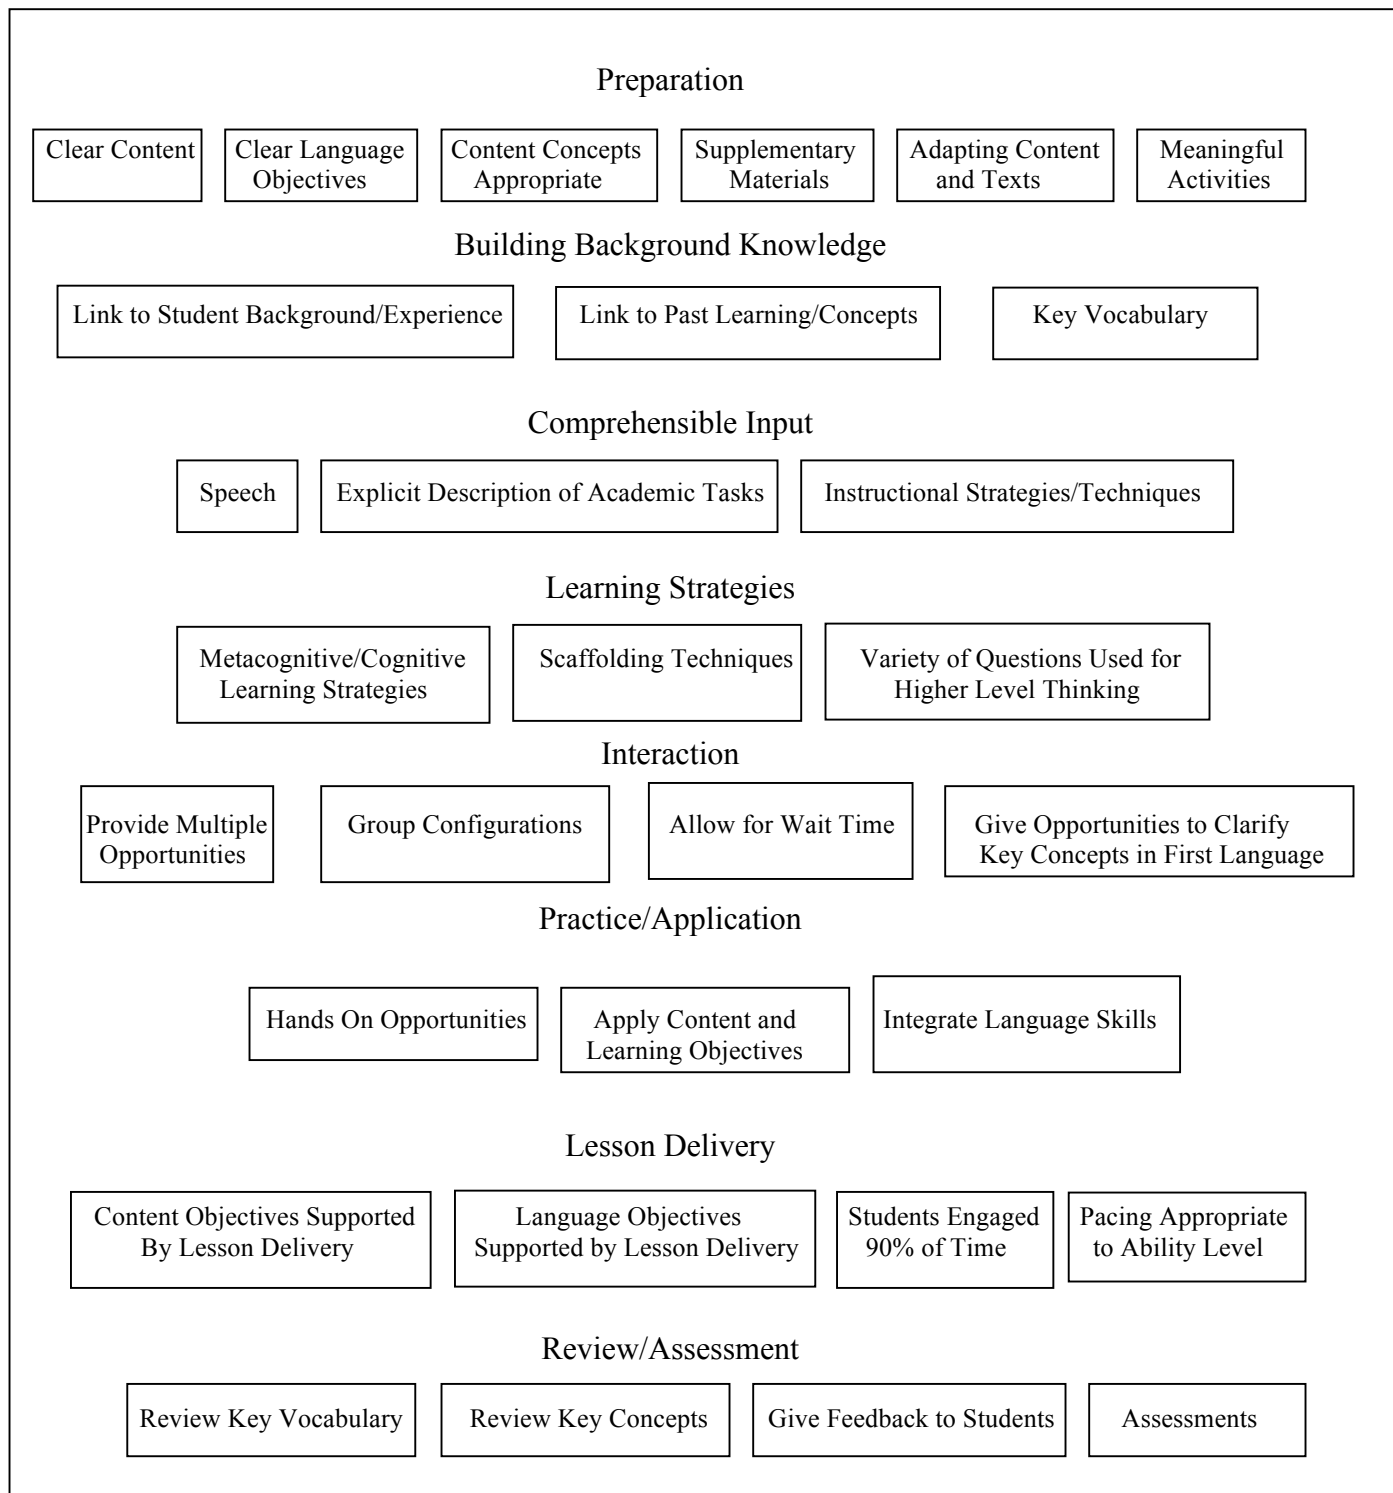 Preparation
Clear Content
Clear Language
Objectives
Content Concepts
Appropriate
Supplementary
Materials
Adapting Content
and Texts
Meaningful
Activities
Building Background Knowledge
Link to Student Background/Experience
Link to Past Learning/Concepts
Key Vocabulary
Comprehensible Input
Speech
Explicit Description of Academic Tasks
Instructional Strategies/Techniques
Learning Strategies
Metacognitive/Cognitive
Learning Strategies
Scaffolding Techniques
Variety of Questions Used for
Higher Level Thinking
Interaction
Provide Multiple
Opportunities
Group Configurations
Allow for Wait Time
Give Opportunities to Clarify
Key Concepts in First Language
Practice/Application
Hands On Opportunities
Apply Content and
Learning Objectives
Integrate Language Skills
Lesson Delivery
Content Objectives Supported
By Lesson Delivery
Language Objectives
Supported by Lesson Delivery
Students Engaged
90% of Time
Pacing Appropriate
to Ability Level
Review/Assessment
Review Key Vocabulary
Review Key Concepts
Give Feedback to Students
Assessments